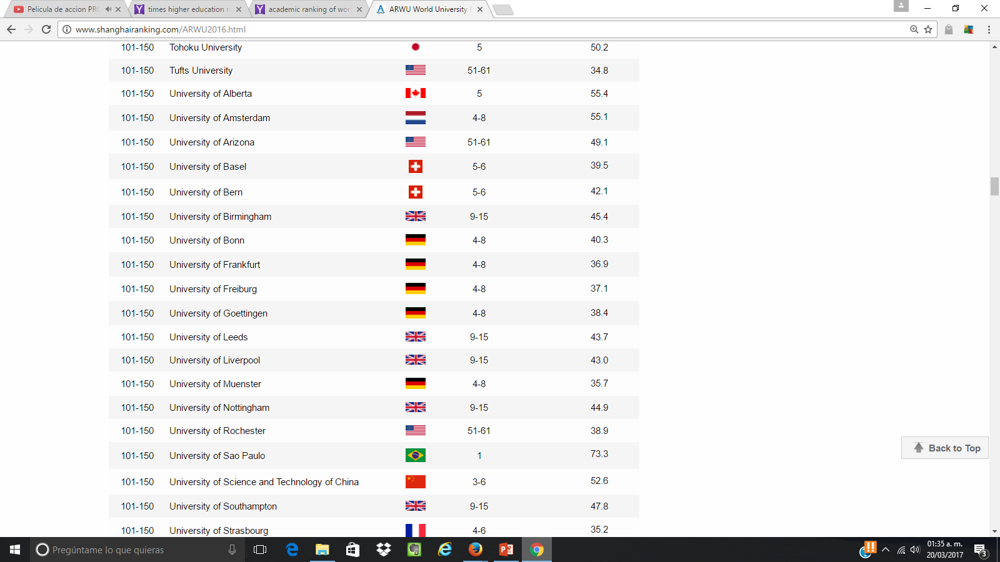 Pelicula de accion PRO
times higher education r
academic ranking of wor
ARWU World University
www.shanghairanking.com/ARWU2016.html
101-150 Tohoku University 5 50.2
101-150 Tufts University 51-61 34.8
101-150 University of Alberta 5 55.4
101-150 University of Amsterdam 4-8 55.1
101-150 University of Arizona 51-61 49.1
101-150 University of Basel 5-6 39.5
101-150 University of Bern 5-6 42.1
101-150 University of Birmingham 9-15 45.4
101-150 University of Bonn 4-8 40.3
101-150 University of Frankfurt 4-8 36.9
101-150 University of Freiburg 4-8 37.1
101-150 University of Goettingen 4-8 38.4
101-150 University of Leeds 9-15 43.7
101-150 University of Liverpool 9-15 43.0
101-150 University of Muenster 4-8 35.7
101-150 University of Nottingham 9-15 44.9
101-150 University of Rochester 51-61 38.9
101-150 University of Sao Paulo 1 73.3
101-150 University of Science and Technology of China 3-6 52.6
101-150 University of Southampton 9-15 47.8
101-150 University of Strasbourg 4-6 35.2
Back to Top
Pregúntame lo que quieras
01:35 a. m.
20/03/2017
3